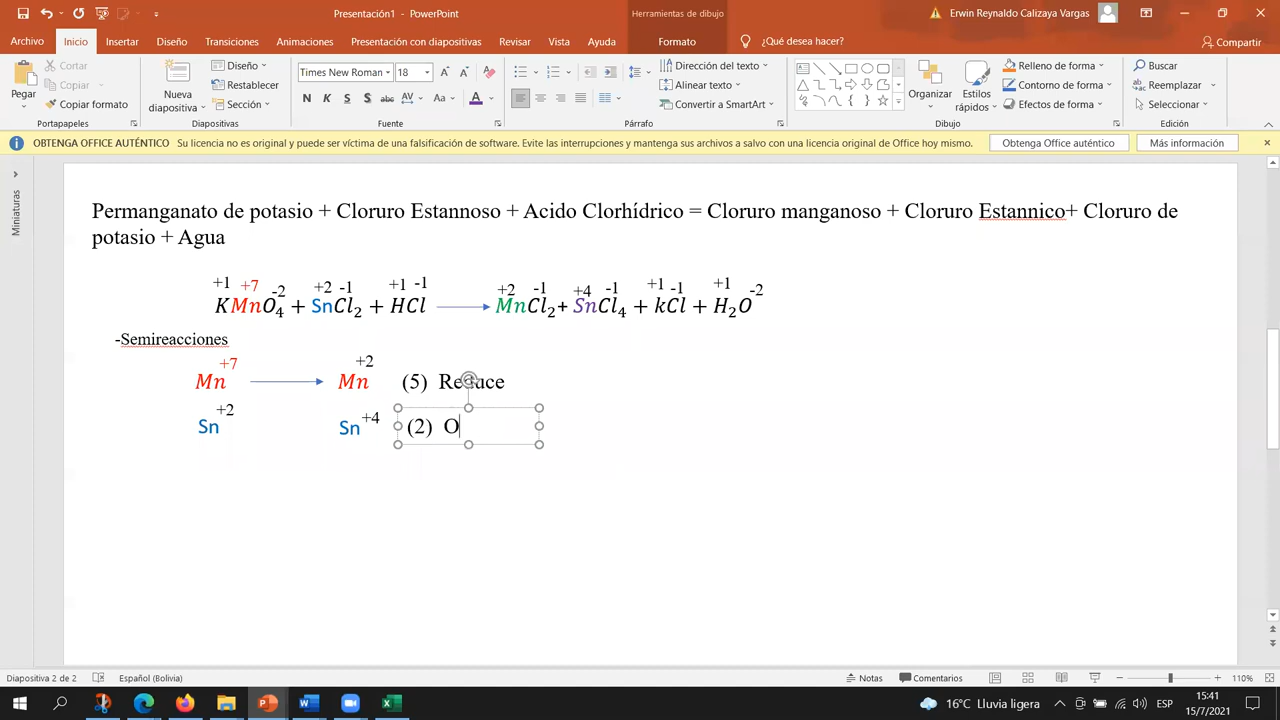 Presentación1 - PowerPoint
Herramientas de dibujo
Erwin Reynaldo Calizaya Vargas
Archivo Inicio Insertar Diseño Transiciones Animaciones Presentación con diapositivas Revisar Vista Ayuda Formato ¿Qué desea hacer? Compartir
Pegar
Cortar
Copiar
Copiar formato
Portapapeles
Nueva
diapositiva
Diseño
Restablecer
Sección
Diapositivas
Times New Roman 18
N K S S abc AV Aa A
Fuente
Párrafo
Dirección del texto
Alinear texto
Convertir a SmartArt
Organizar
Estilos
rápidos
Dibujo
Relleno de forma
Contorno de forma
Efectos de forma
Buscar
Reemplazar
Seleccionar
Edición
OBTENGA OFFICE AUTÉNTICO Su licencia no es original y puede ser víctima de una falsificación de software. Evite las interrupciones y mantenga sus archivos a salvo con una licencia original de Office hoy mismo. Obtenga Office auténtico Más información
Miniaturas
Permanganato de potasio + Cloruro Estannoso + Acido Clorhídrico = Cloruro manganoso + Cloruro Estannico+ Cloruro de
potasio + Agua
+1 +7 -2 +2 -1 +1 -1 +2 -1 +4 -1 +1 -1 +1 -2
KMnO4 + SnCl2 + HCl → MnCl2 + SnCl4 + kCl + H2O
-Semireacciones
+7 +2
Mn → Mn (5) Reduce
+2 +4
Sn Sn (2) O
Diapositiva 2 de 2 Español (Bolivia) Notas Comentarios 110%
16°C Lluvia ligera ESP 15:41
15/7/2021